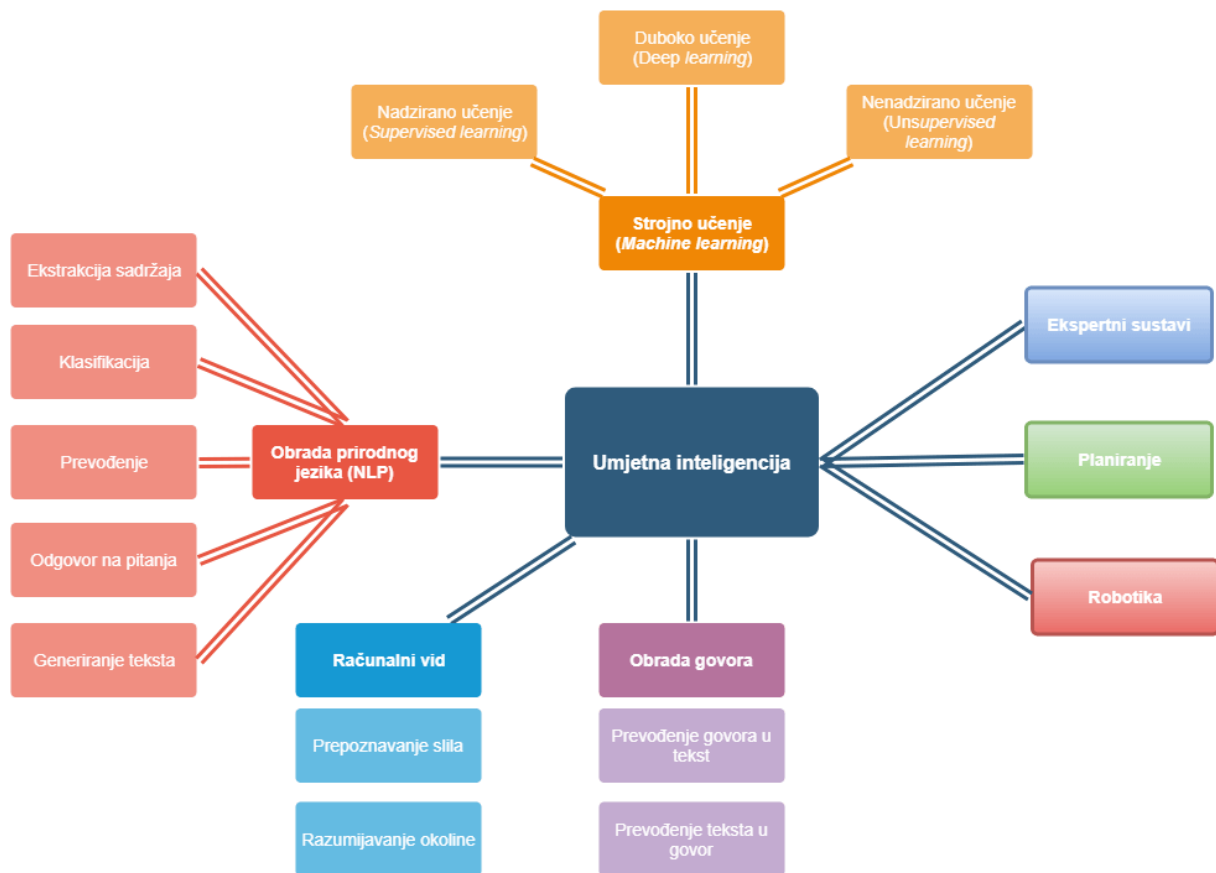 Duboko učenje
(Deep learning)
Nadzirano učenje
(Supervised learning)
Nenadzirano učenje
(Unsupervised
learning)
Strojno učenje
(Machine learning)
Ekstrakcija sadržaja
Klasifikacija
Prevođenje
Odgovor na pitanja
Generiranje teksta
Obrada prirodnog
jezika (NLP)
Umjetna inteligencija
Ekspertni sustavi
Planiranje
Robotika
Računalni vid
Prepoznavanje slila
Razumijavanje okoline
Obrada govora
Prevođenje govora u
tekst
Prevođenje teksta u
govor